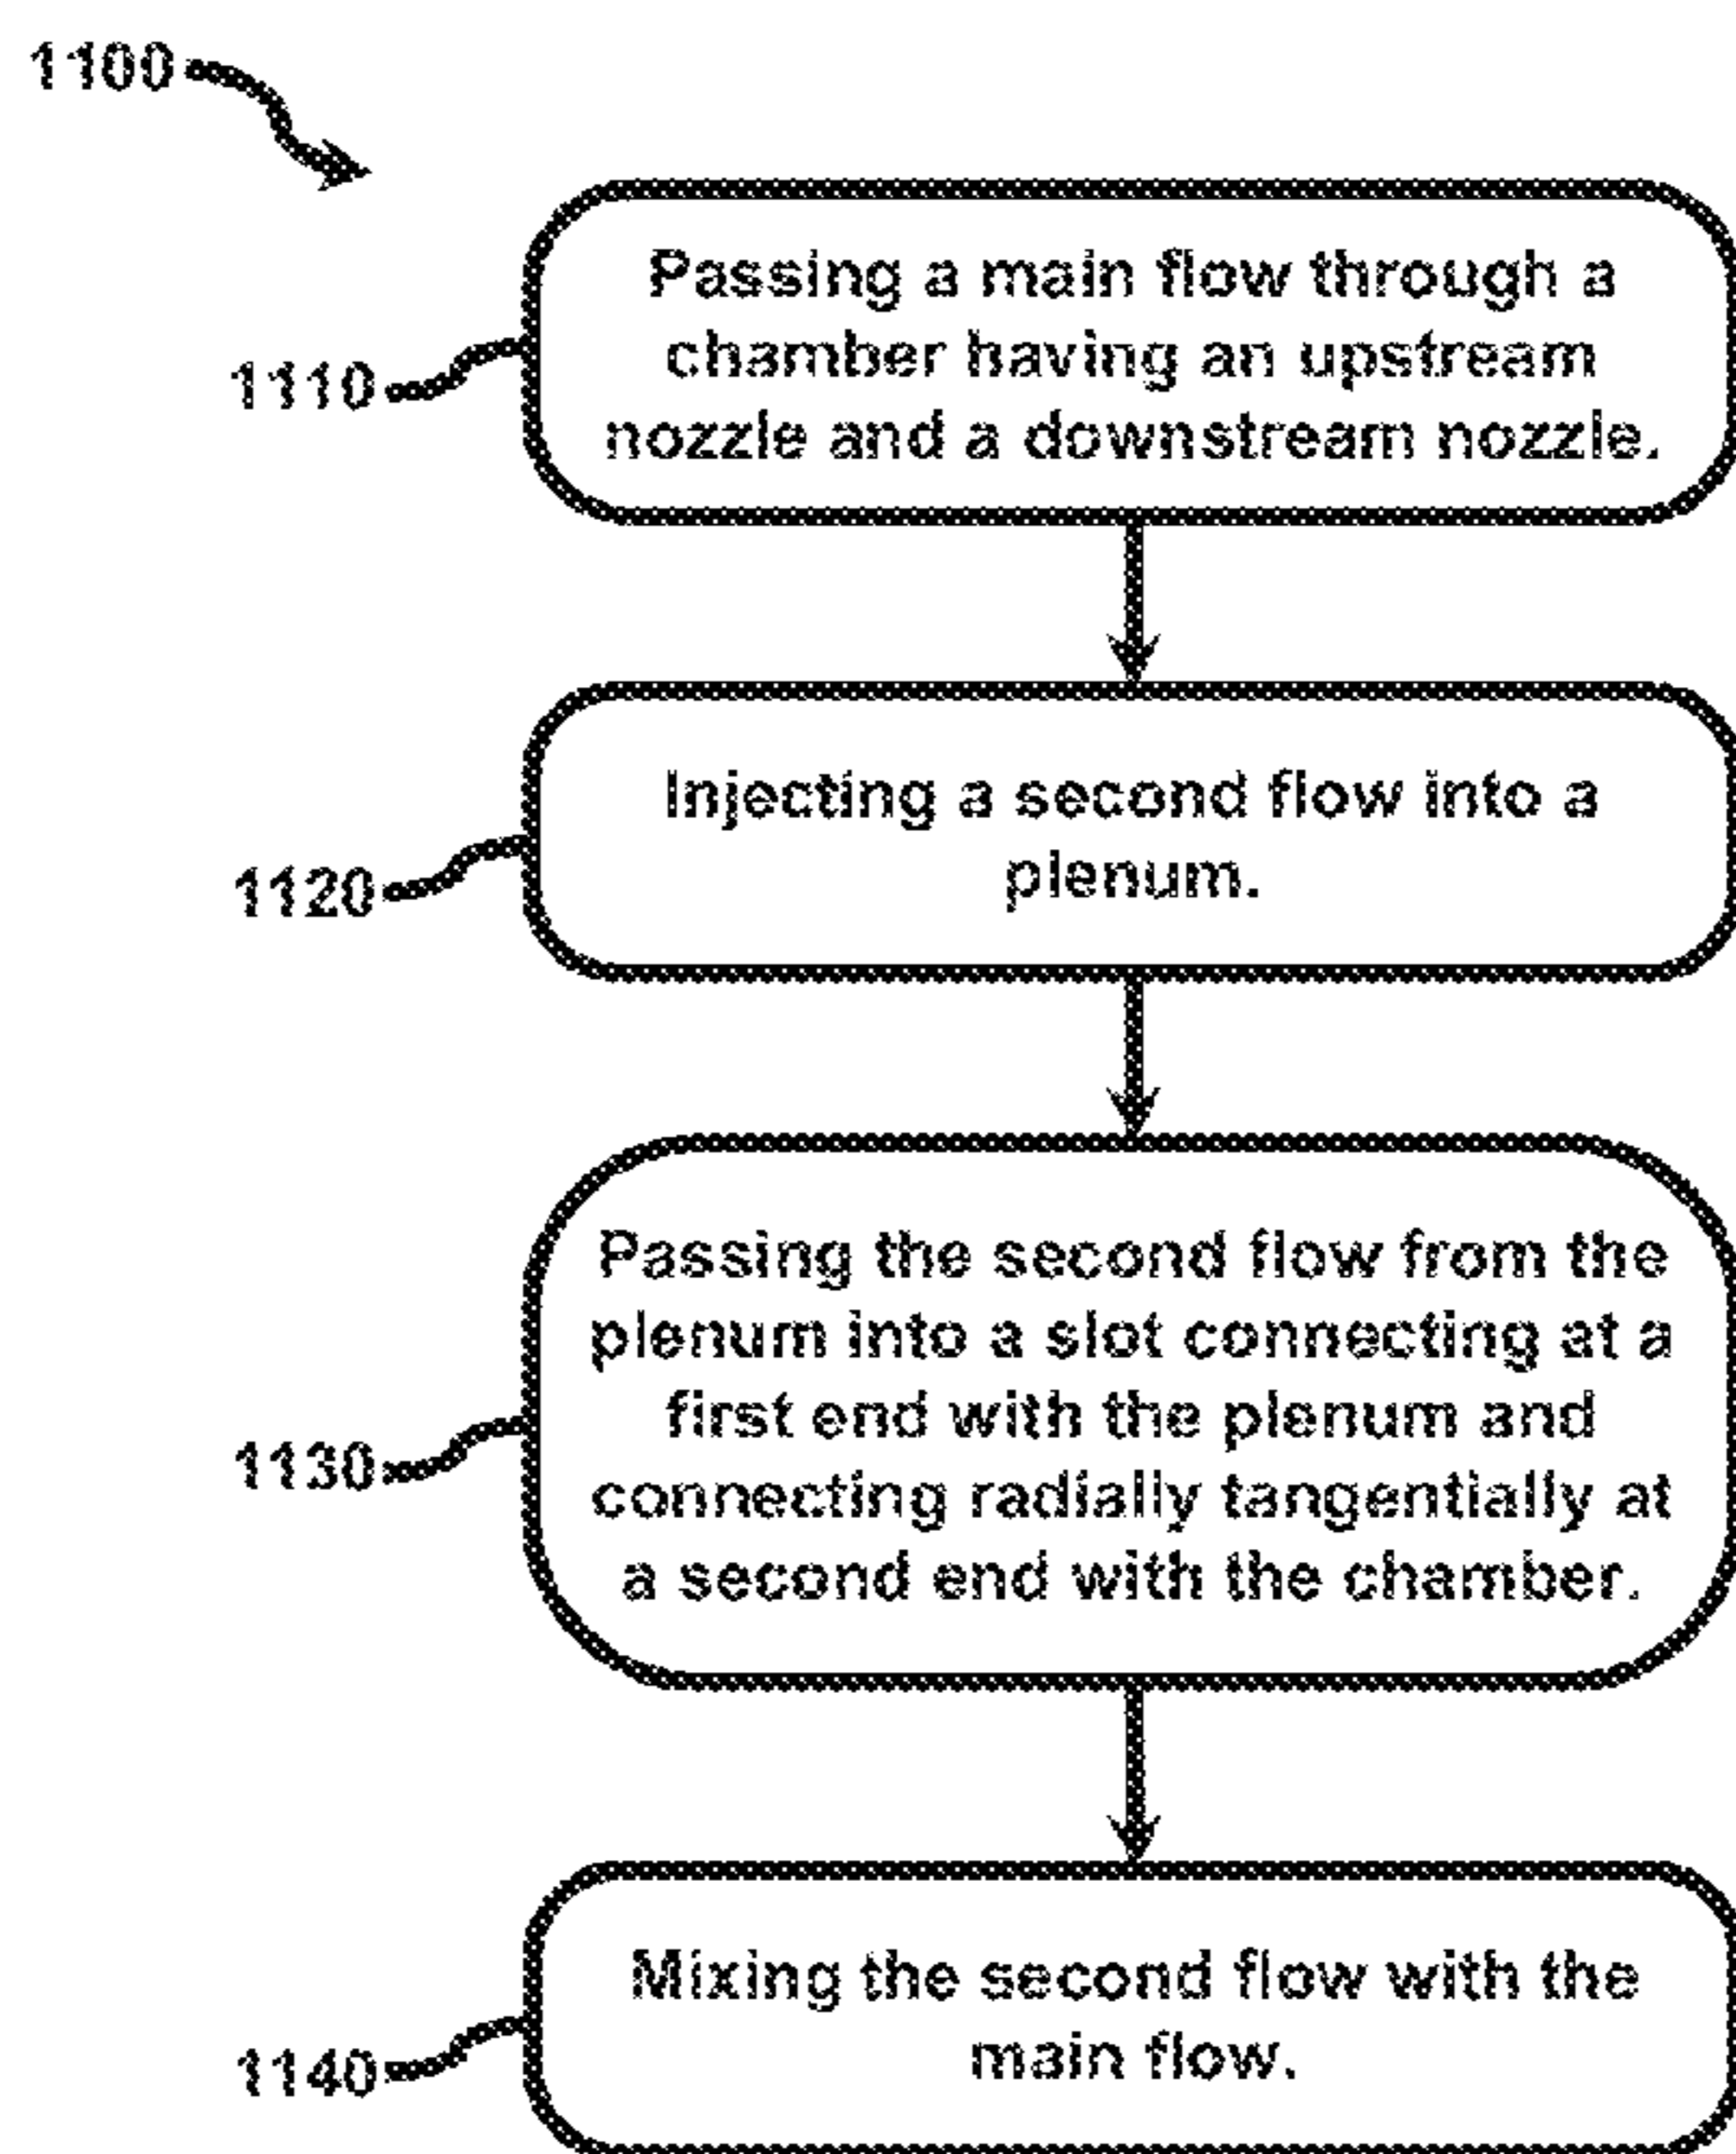 1100
Passing a main flow through a
chamber having an upstream
nozzle and a downstream nozzle.
1110
Injecting a second flow into a
plenum.
1120
Passing the second flow from the
plenum into a slot connecting at a
first end with the plenum and
connecting radially tangentially at
a second end with the chamber.
1130
Mixing the second flow with the
main flow.
1140